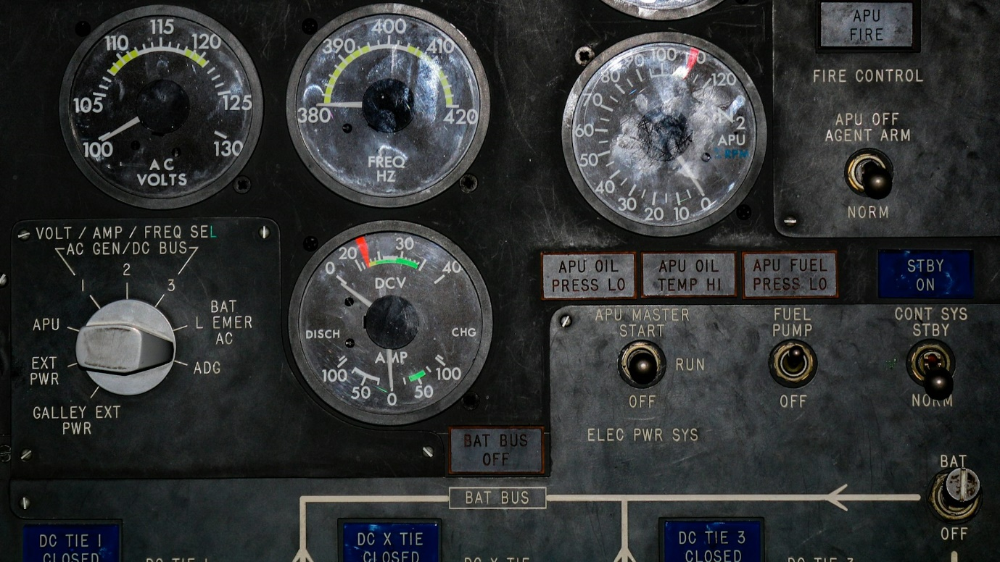 115
110
120
105
125
100
130
AC
VOLTS
400
390
410
380
420
FREQ
HZ
100
90
80
120
70
60
50
40
30
20
10
0
N2
APU
% RPM
APU
FIRE
FIRE CONTROL
APU OFF
AGENT ARM
NORM
VOLT / AMP / FREQ SEL
AC GEN/DC BUS
1
2
3
APU
EXT
PWR
GALLEY EXT
PWR
BAT
L EMER
AC
ADG
20
30
0
40
DCV
DISCH
CHG
AMP
100
50
0
50
100
APU OIL
PRESS LO
APU OIL
TEMP HI
APU FUEL
PRESS LO
STBY
ON
APU MASTER
START
RUN
OFF
FUEL
PUMP
OFF
CONT SYS
STBY
NORM
ELEC PWR SYS
BAT BUS
OFF
BAT
OFF
BAT BUS
DC TIE 1
CLOSED
DC X TIE
CLOSED
DC TIE 3
CLOSED
DC TIE 1
DC X TIE
DC TIE 3